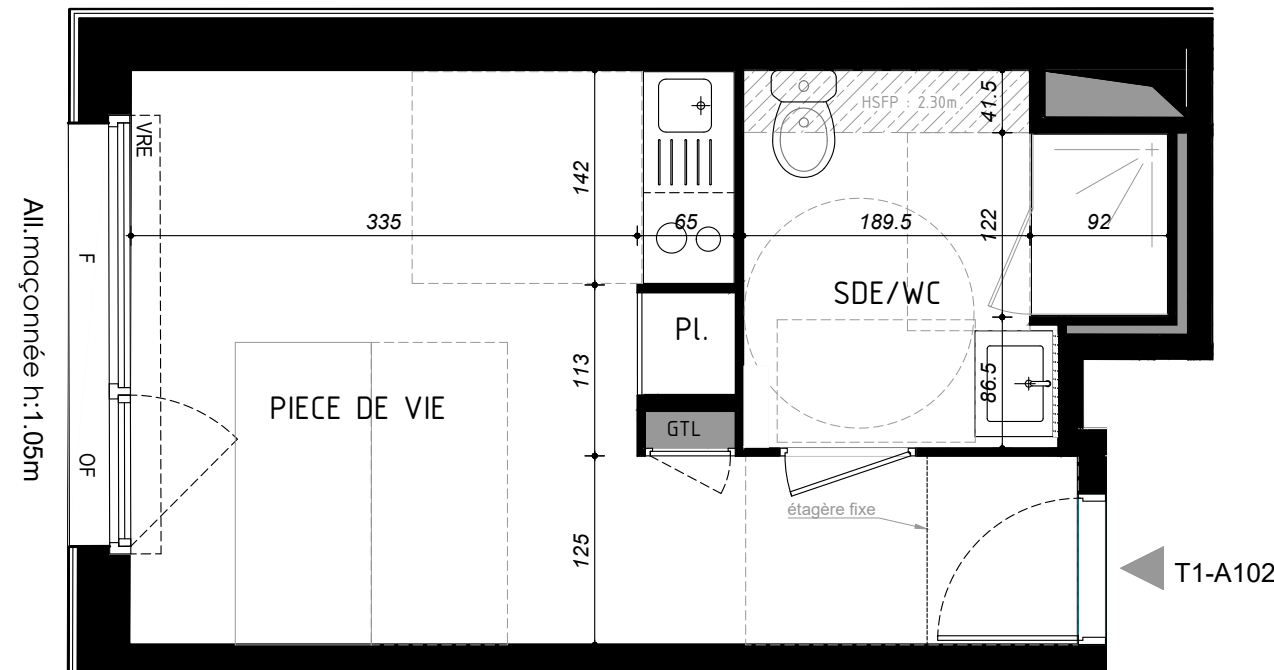 HSFP : 2.30m
41.5
VRE
142
335
65
189.5
122
92
All.maçonnée h:1.05m
F
SDE/WC
Pl.
113
86.5
PIECE DE VIE
GTL
OF
étagère fixe
125
T1-A102